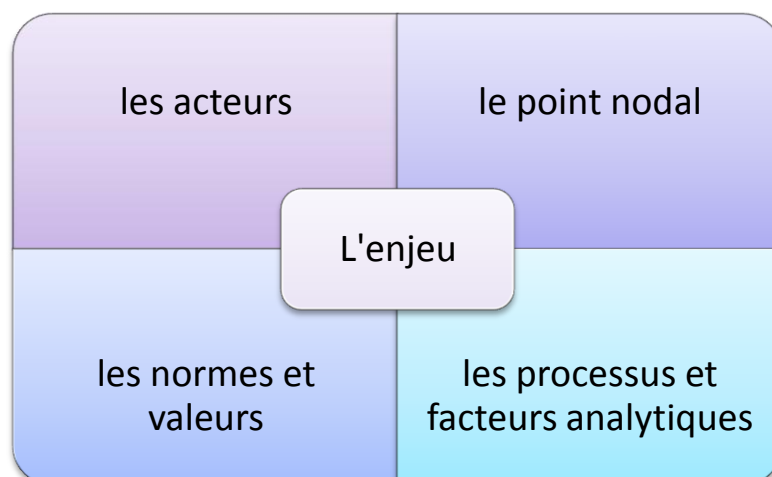 les acteurs
le point nodal
L'enjeu
les normes et
valeurs
les processus et
facteurs analytiques